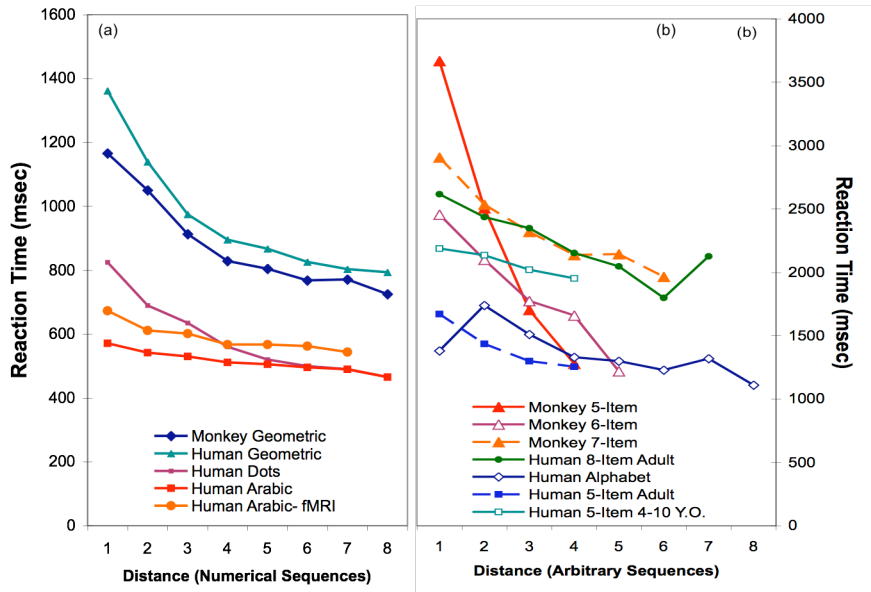 (a)
Reaction Time (msec)
1600
1400
1200
1000
800
600
400
200
0
1 2 3 4 5 6 7 8
Distance (Numerical Sequences)
Monkey Geometric
Human Geometric
Human Dots
Human Arabic
Human Arabic- fMRI
(b) (b)
4000
3500
3000
2500
2000
1500
1000
500
0
Reaction Time (msec)
Monkey 5-Item
Monkey 6-Item
Monkey 7-Item
Human 8-Item Adult
Human Alphabet
Human 5-Item Adult
Human 5-Item 4-10 Y.O.
1 2 3 4 5 6 7 8
Distance (Arbitrary Sequences)